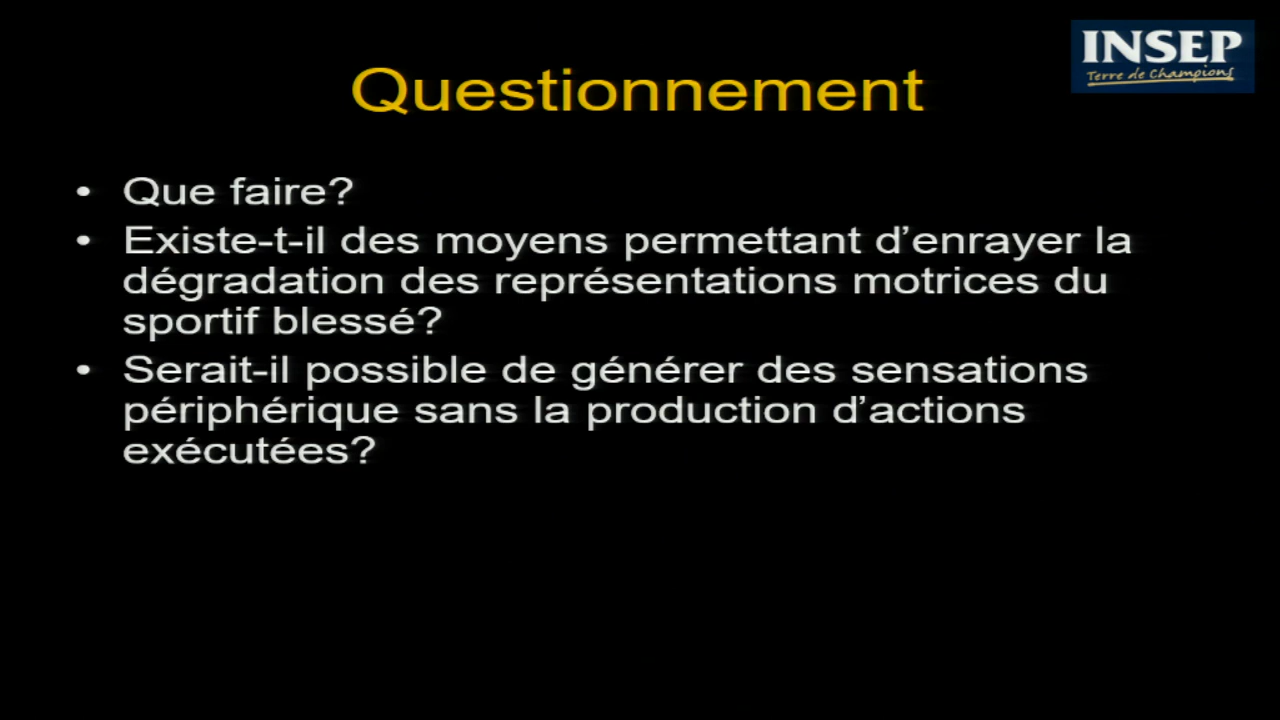 INSEP
Terre de Champions
Questionnement
• Que faire?
• Existe-t-il des moyens permettant d’enrayer la
dégradation des représentations motrices du
sportif blessé?
• Serait-il possible de générer des sensations
périphérique sans la production d’actions
exécutées?